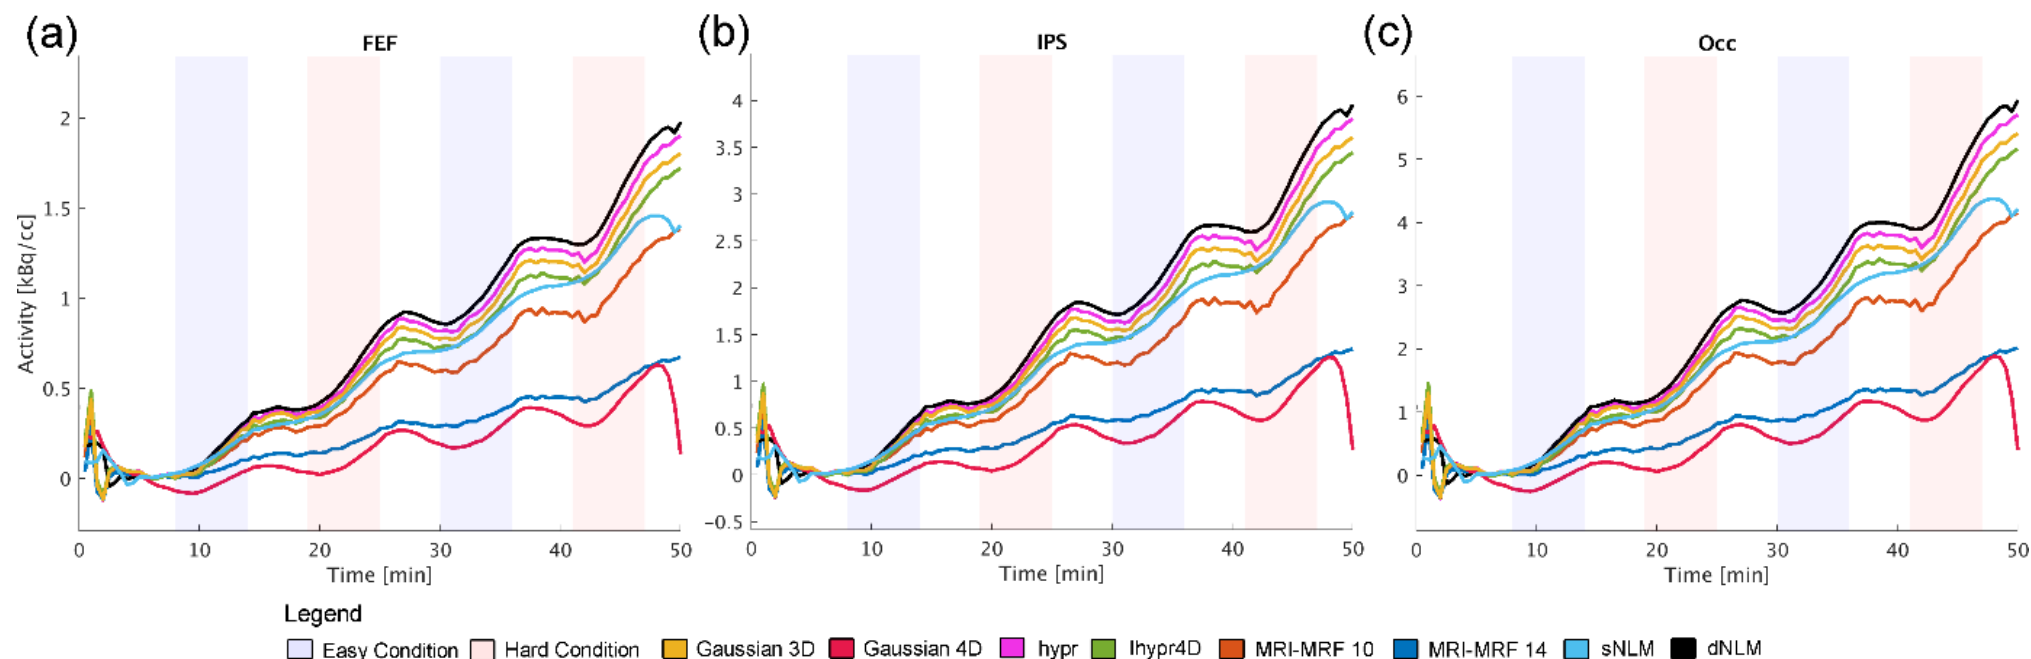 (a)
FEF
Activity [kBq/cc]
2
1.5
1
0.5
0
0 10 20 30 40 50
Time [min]
(b)
IPS
4
3.5
3
2.5
2
1.5
1
0.5
0
−0.5
0 10 20 30 40 50
Time [min]
(c)
Occ
6
5
4
3
2
1
0
0 10 20 30 40 50
Time [min]
Legend
Easy Condition Hard Condition Gaussian 3D Gaussian 4D hypr lhypr4D MRI-MRF 10 MRI-MRF 14 sNLM dNLM